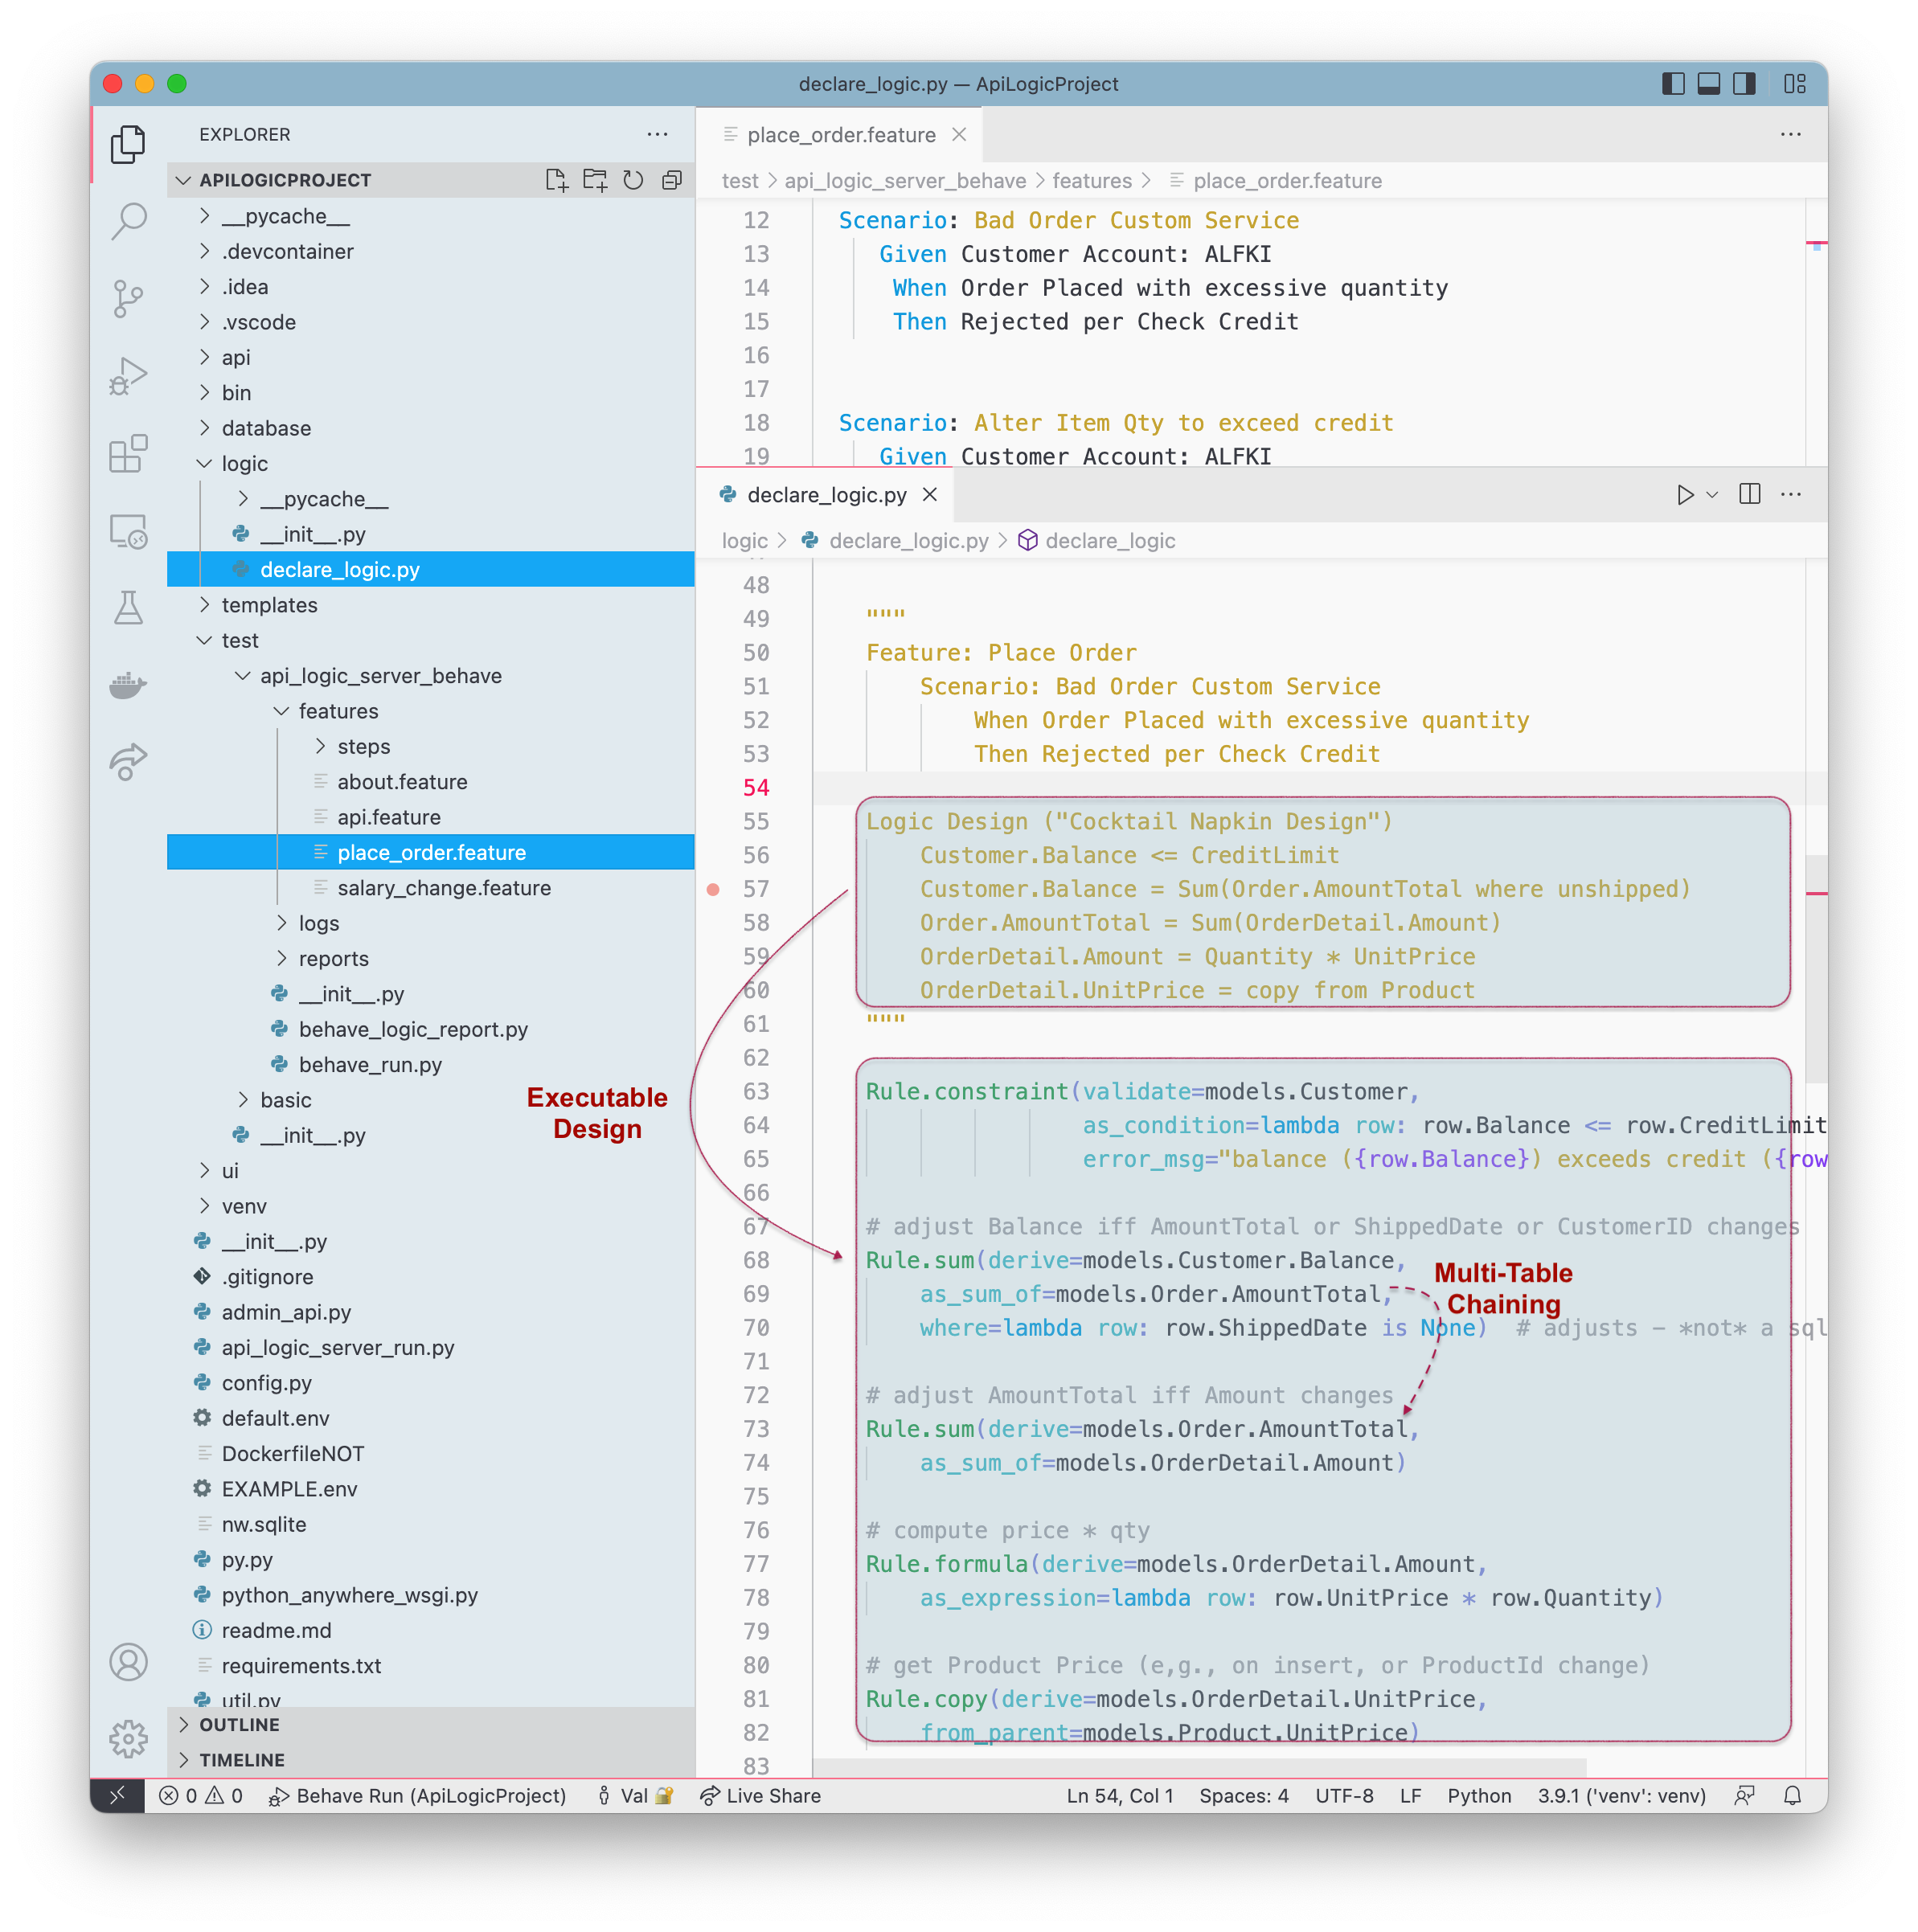 declare_logic.py — ApiLogicProject
EXPLORER
APILOGICPROJECT
__pycache__
.devcontainer
.idea
.vscode
api
bin
database
logic
__pycache__
__init__.py
declare_logic.py
templates
test
api_logic_server_behave
features
steps
about.feature
api.feature
place_order.feature
salary_change.feature
logs
reports
__init__.py
behave_logic_report.py
behave_run.py
basic
__init__.py
ui
venv
__init__.py
.gitignore
admin_api.py
api_logic_server_run.py
config.py
default.env
DockerfileNOT
EXAMPLE.env
nw.sqlite
py.py
python_anywhere_wsgi.py
readme.md
requirements.txt
util.py
OUTLINE
TIMELINE
place_order.feature
test > api_logic_server_behave > features > place_order.feature
12 Scenario: Bad Order Custom Service
13 Given Customer Account: ALFKI
14 When Order Placed with excessive quantity
15 Then Rejected per Check Credit
16
17
18 Scenario: Alter Item Qty to exceed credit
19 Given Customer Account: ALFKI
declare_logic.py
logic > declare_logic.py > declare_logic
48
49 """
50 Feature: Place Order
51 Scenario: Bad Order Custom Service
52 When Order Placed with excessive quantity
53 Then Rejected per Check Credit
54
55 Logic Design ("Cocktail Napkin Design")
56 Customer.Balance <= CreditLimit
57 Customer.Balance = Sum(Order.AmountTotal where unshipped)
58 Order.AmountTotal = Sum(OrderDetail.Amount)
59 OrderDetail.Amount = Quantity * UnitPrice
60 OrderDetail.UnitPrice = copy from Product
61 """
62
63 Rule.constraint(validate=models.Customer,
64 as_condition=lambda row: row.Balance <= row.CreditLimit
65 error_msg="balance ({row.Balance}) exceeds credit ({row
66
67 # adjust Balance iff AmountTotal or ShippedDate or CustomerID changes
68 Rule.sum(derive=models.Customer.Balance,
69 as_sum_of=models.Order.AmountTotal,
70 where=lambda row: row.ShippedDate is None) # adjusts - *not* a sql
71
72 # adjust AmountTotal iff Amount changes
73 Rule.sum(derive=models.Order.AmountTotal,
74 as_sum_of=models.OrderDetail.Amount)
75
76 # compute price * qty
77 Rule.formula(derive=models.OrderDetail.Amount,
78 as_expression=lambda row: row.UnitPrice * row.Quantity)
79
80 # get Product Price (e,g., on insert, or ProductId change)
81 Rule.copy(derive=models.OrderDetail.UnitPrice,
82 from_parent=models.Product.UnitPrice)
83
Executable
Design
Multi-Table
Chaining
0 0 Behave Run (ApiLogicProject) Val Live Share Ln 54, Col 1 Spaces: 4 UTF-8 LF Python 3.9.1 ('venv': venv)